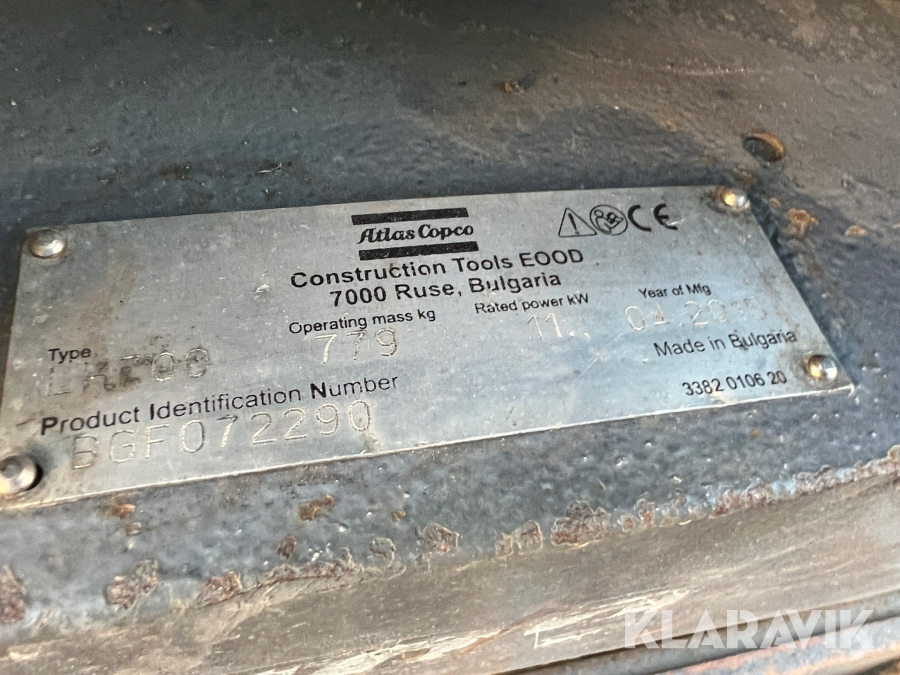 Atlas Copco
CE
Construction Tools EOOD
7000 Ruse, Bulgaria
Operating mass kg
Rated power kW
Year of Mfg
Type
779
Made in Bulgaria
Product Identification Number
3382 0106 20
BGF072290
KLARAVIK